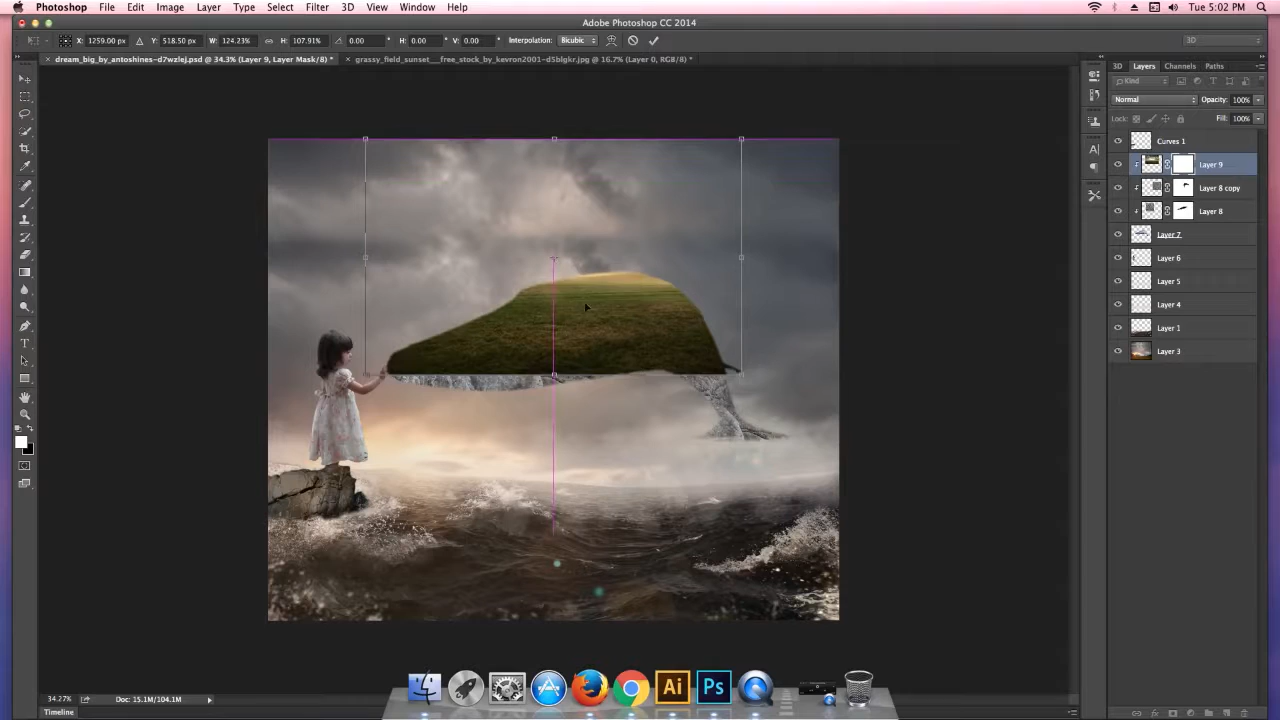 Photoshop File Edit Image Layer Type Select Filter 3D View Window Help Tue 5:02 PM
Adobe Photoshop CC 2014
X: 1259.00 px Y: 518.50 px W: 124.23% H: 107.91% 0.00 H: 0.00 V: 0.00 Interpolation: Bicubic 3D
× dream_big_by_antoshines-d7wzlej.psd @ 34.3% (Layer 9, Layer Mask/8) * × grassy_field_sunset__free_stock_by_kevron2001-d5blgkr.jpg @ 16.7% (Layer 0, RGB/8) *
3D Layers Channels Paths
Kind
Normal Opacity: 100%
Lock: Fill: 100%
Curves 1
Layer 9
Layer 8 copy
Layer 8
Layer 7
Layer 6
Layer 5
Layer 4
Layer 1
Layer 3
Ai Ps
34.27% Doc: 15.1M/104.1M
Timeline
fx